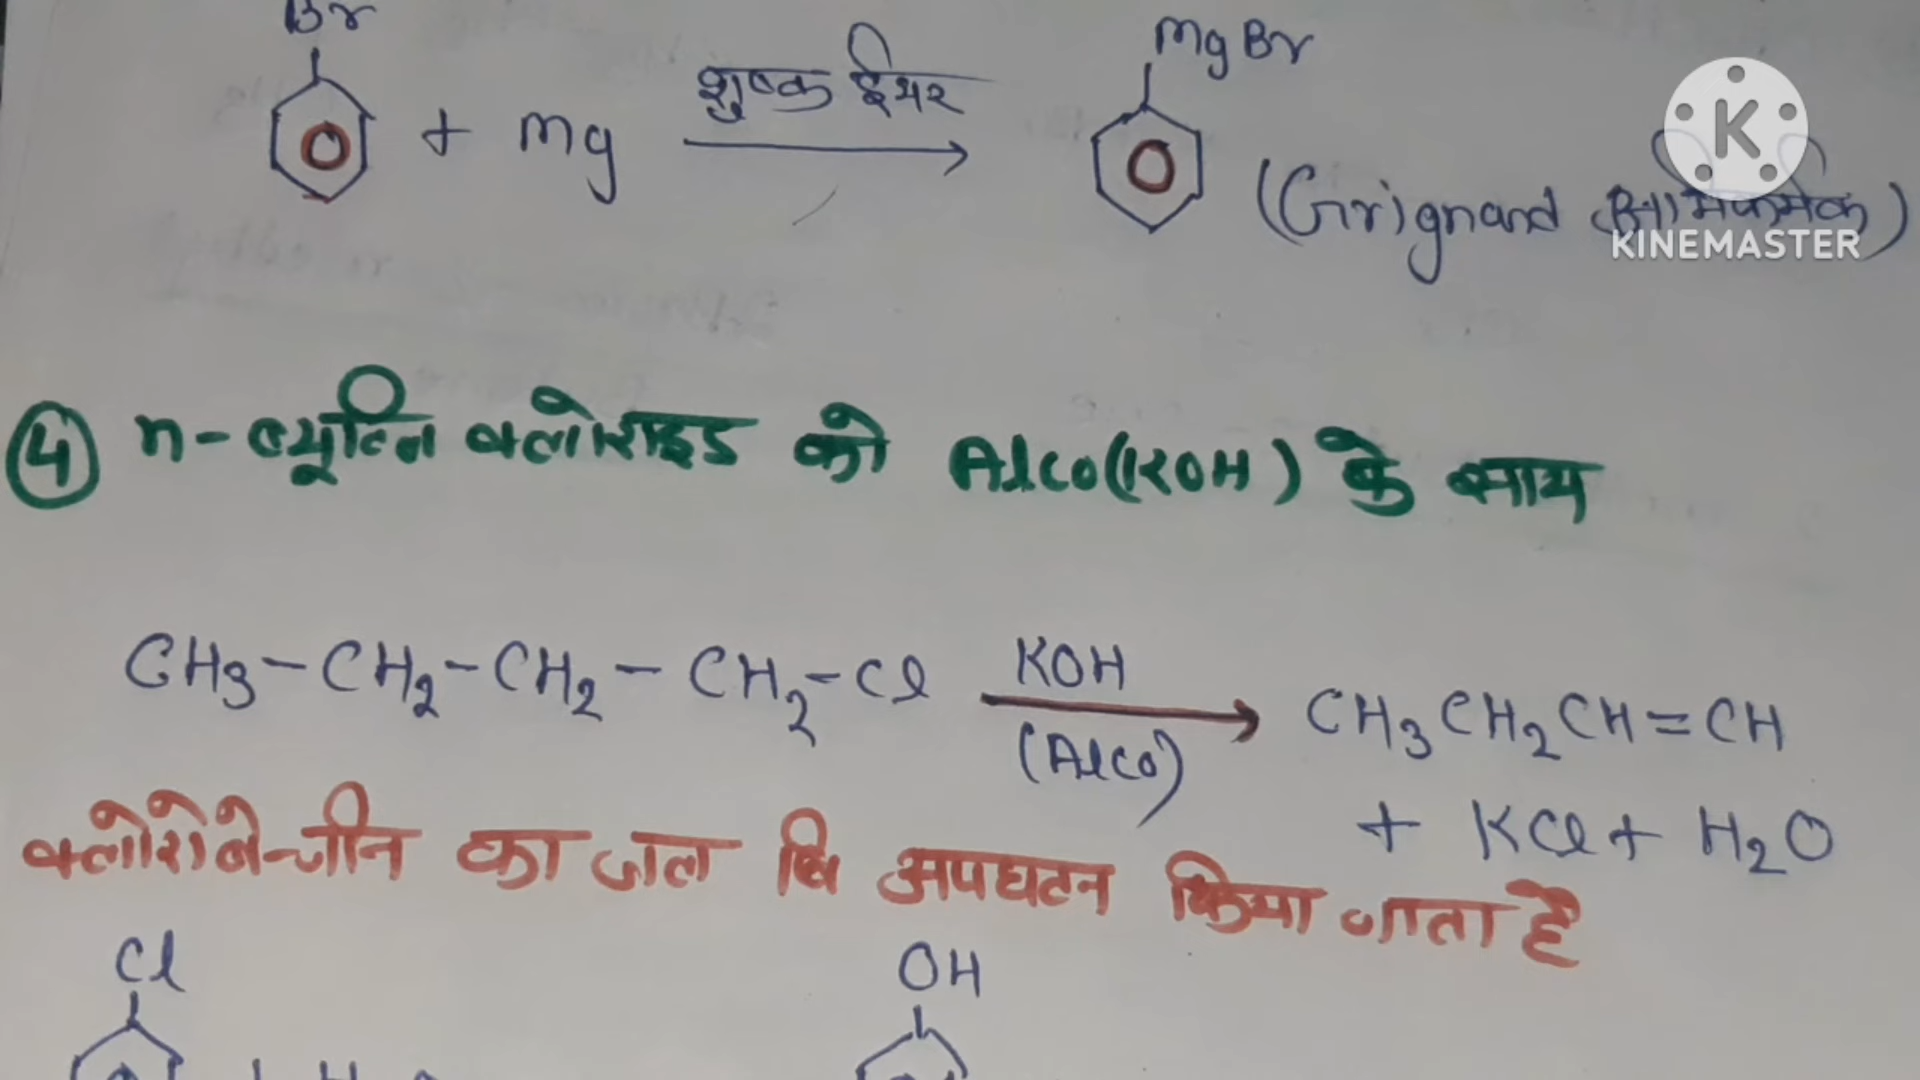 Br
MgBr
+ Mg शुष्क ईथर
(Grignard अभिकर्मक)
KINEMASTER
④ n-ब्यूटिल क्लोराइड को Alco(KOH) के साथ
CH3-CH2-CH2-CH2-Cl KOH (Alco) CH3CH2CH=CH
+ KCl + H2O
क्लोरोबेन्जीन का जल वि अपघटन किया जाता है
Cl OH